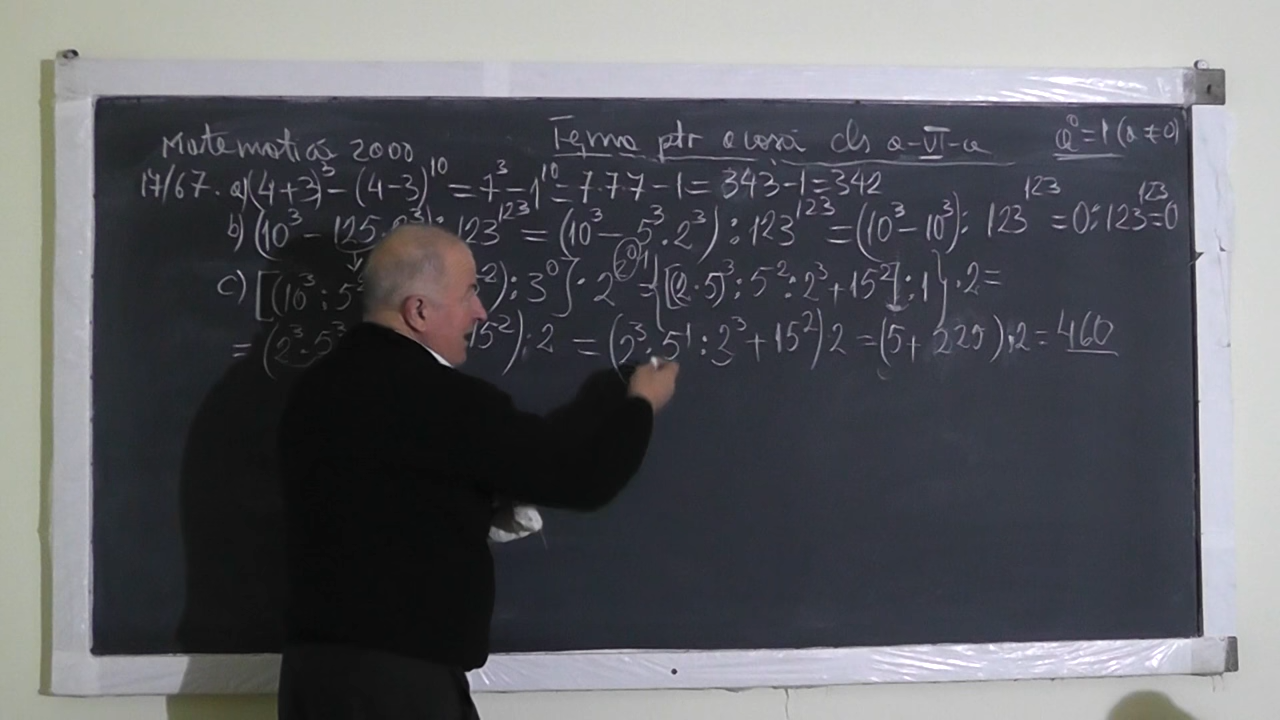 Matematică 2000 Tema ptr acasă cls a-VI-a a⁰=1 (a ≠ 0)
17/67. a) (4+3)³ - (4-3)¹⁰ = 7³ - 1¹⁰ = 7·7·7 - 1 = 343 - 1 = 342
b) (10³ - 125·2³) : 123¹²³ = (10³ - 5³·2³) : 123¹²³ = (10³ - 10³) : 123¹²³ = 0 : 123¹²³ = 0
c) [(10³ : 5² ²) : 3⁰] · 2^(2⁰) = {[(2·5)³ : 5² : 2³ + 15²] : 1} · 2 =
= (2³·5³ 15²)·2 = (2³·5¹ : 2³ + 15²)·2 = (5 + 225)·2 = 460